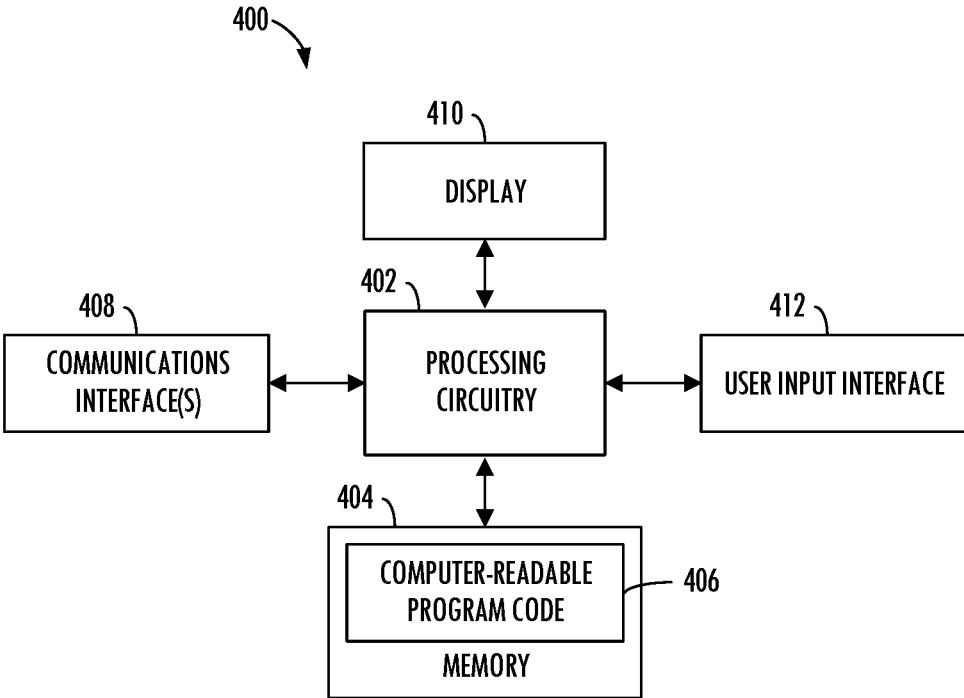 400
410
DISPLAY
402
408
412
COMMUNICATIONS
INTERFACE(S)
PROCESSING
CIRCUITRY
USER INPUT INTERFACE
404
COMPUTER-READABLE
PROGRAM CODE
406
MEMORY